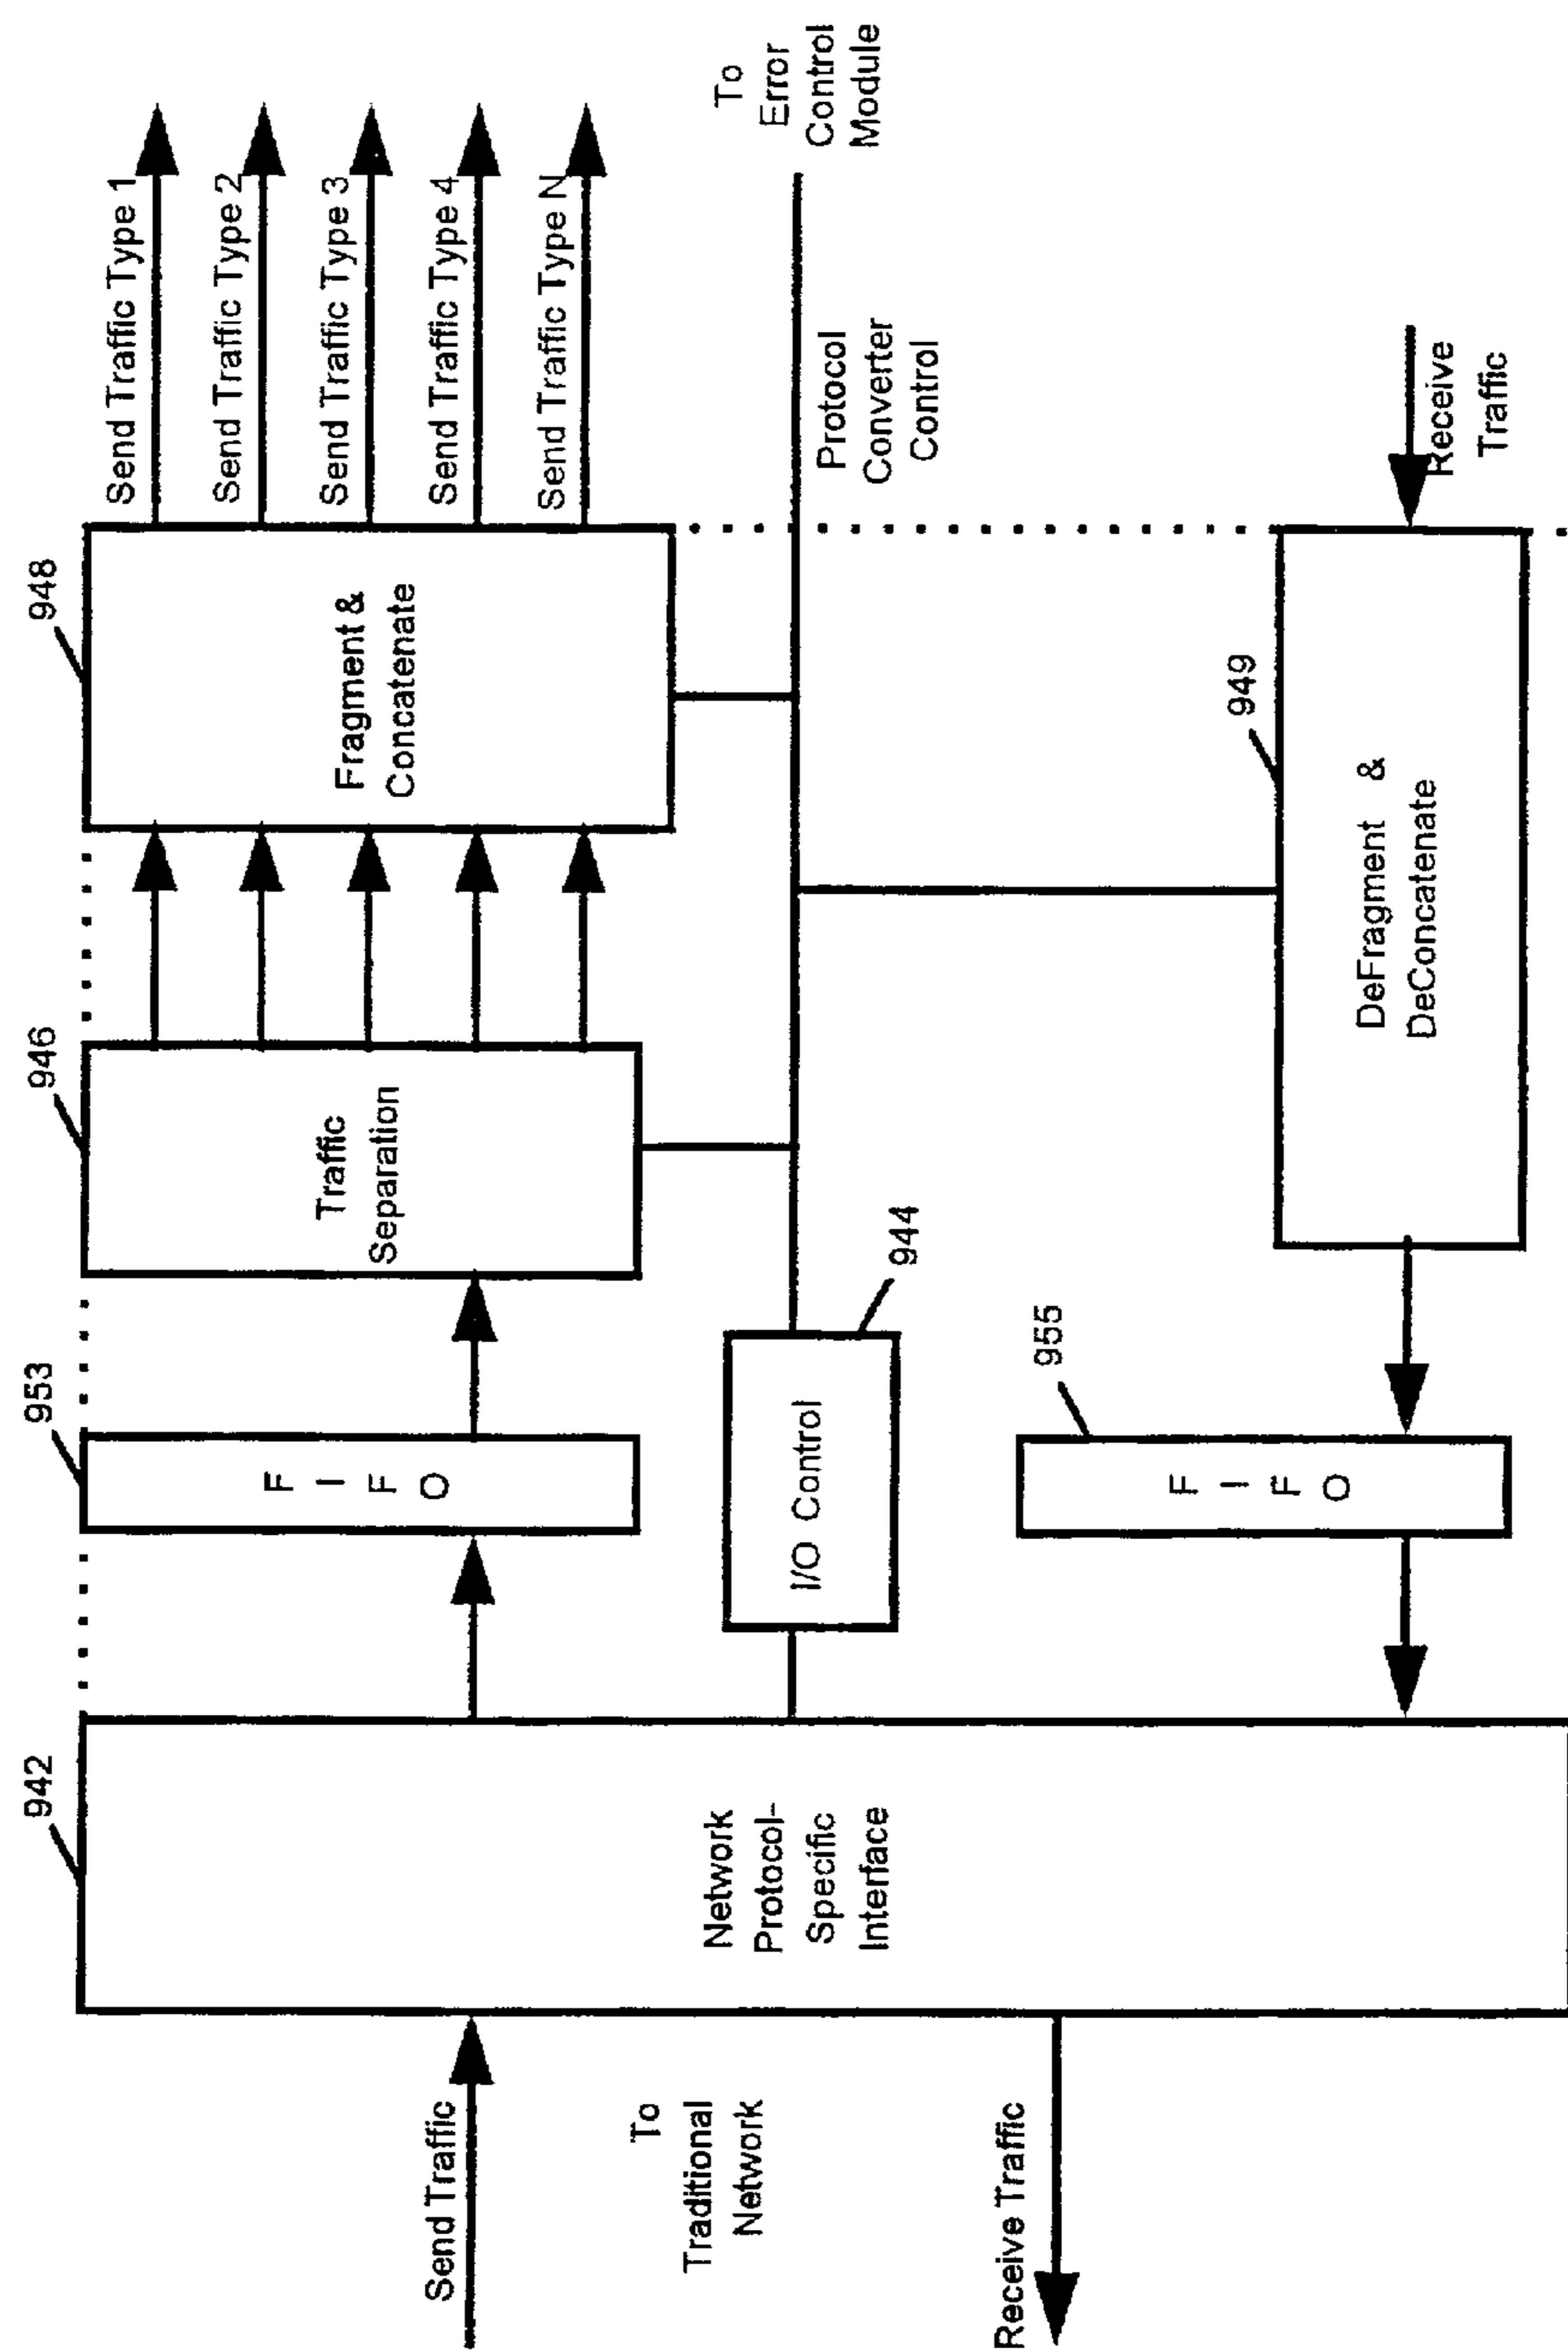 942
953
946
948
Send Traffic Type 1
Send Traffic Type 2
Send Traffic Type 3
Send Traffic Type 4
Send Traffic Type N
Send Traffic
F
I
F
O
Traffic
Separation
Fragment &
Concatenate
To
Error
Control
Module
To
Traditional
Network
Network
Protocol-
Specific
Interface
I/O Control
944
Protocol
Converter
Control
Receive Traffic
955
F
I
F
O
949
DeFragment &
DeConcatenate
Receive
Traffic